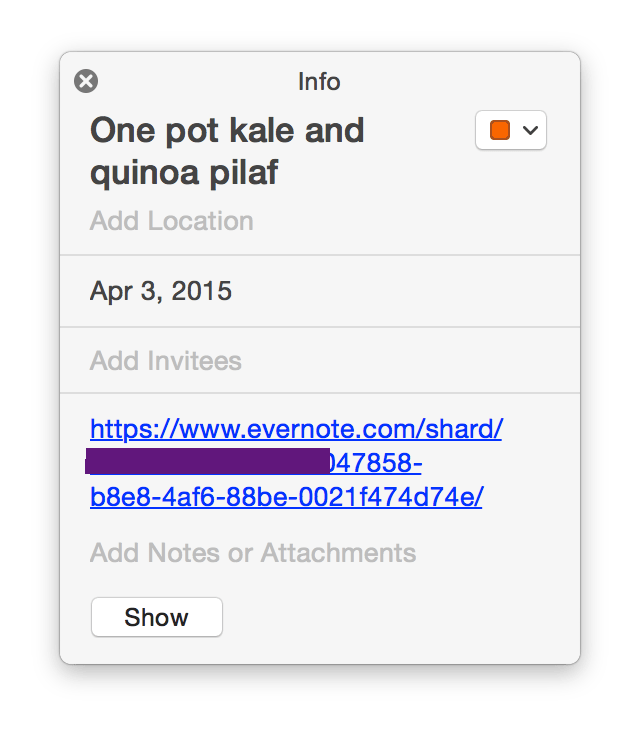 Info
One pot kale and
quinoa pilaf
Add Location
Apr 3, 2015
Add Invitees
https://www.evernote.com/shard/
047858-
b8e8-4af6-88be-0021f474d74e/
Add Notes or Attachments
Show